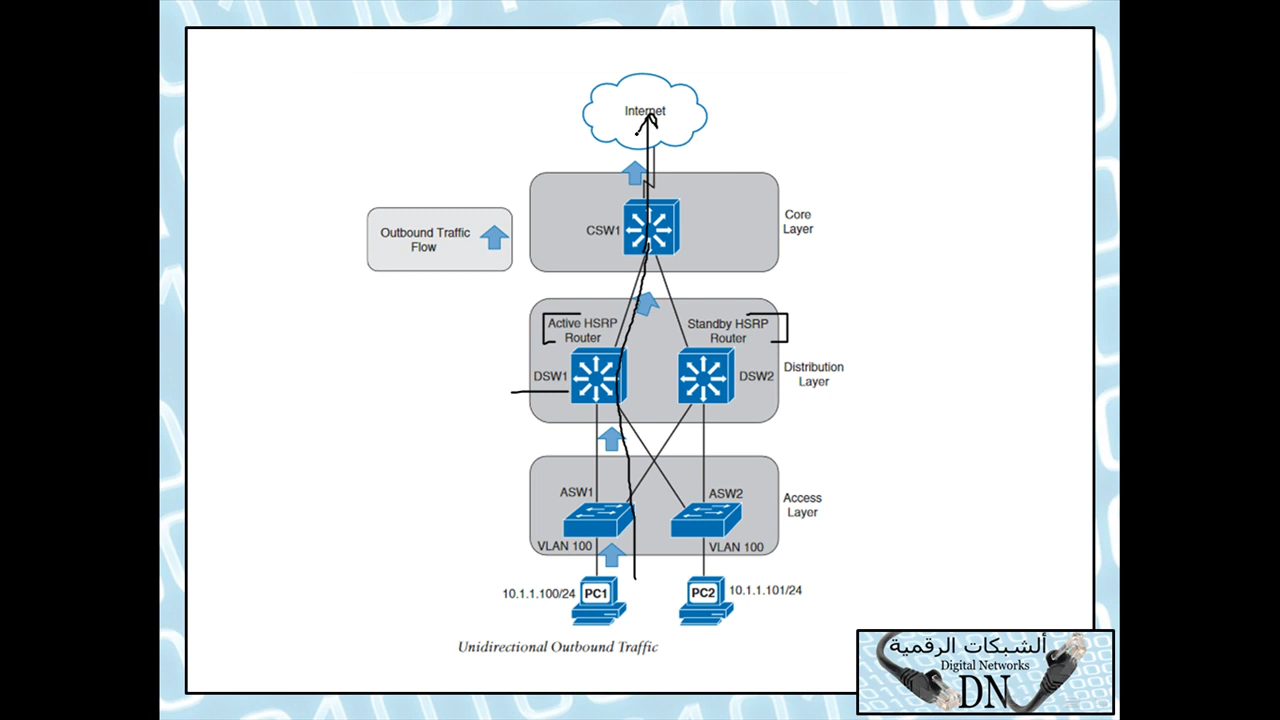 Internet
CSW1
Core
Layer
Outbound Traffic
Flow
Active HSRP
Router
Standby HSRP
Router
DSW1
DSW2
Distribution
Layer
ASW1
ASW2
Access
Layer
VLAN 100
VLAN 100
10.1.1.100/24
PC1
PC2
10.1.1.101/24
Unidirectional Outbound Traffic
ألشبكات الرقمية
Digital Networks
DN